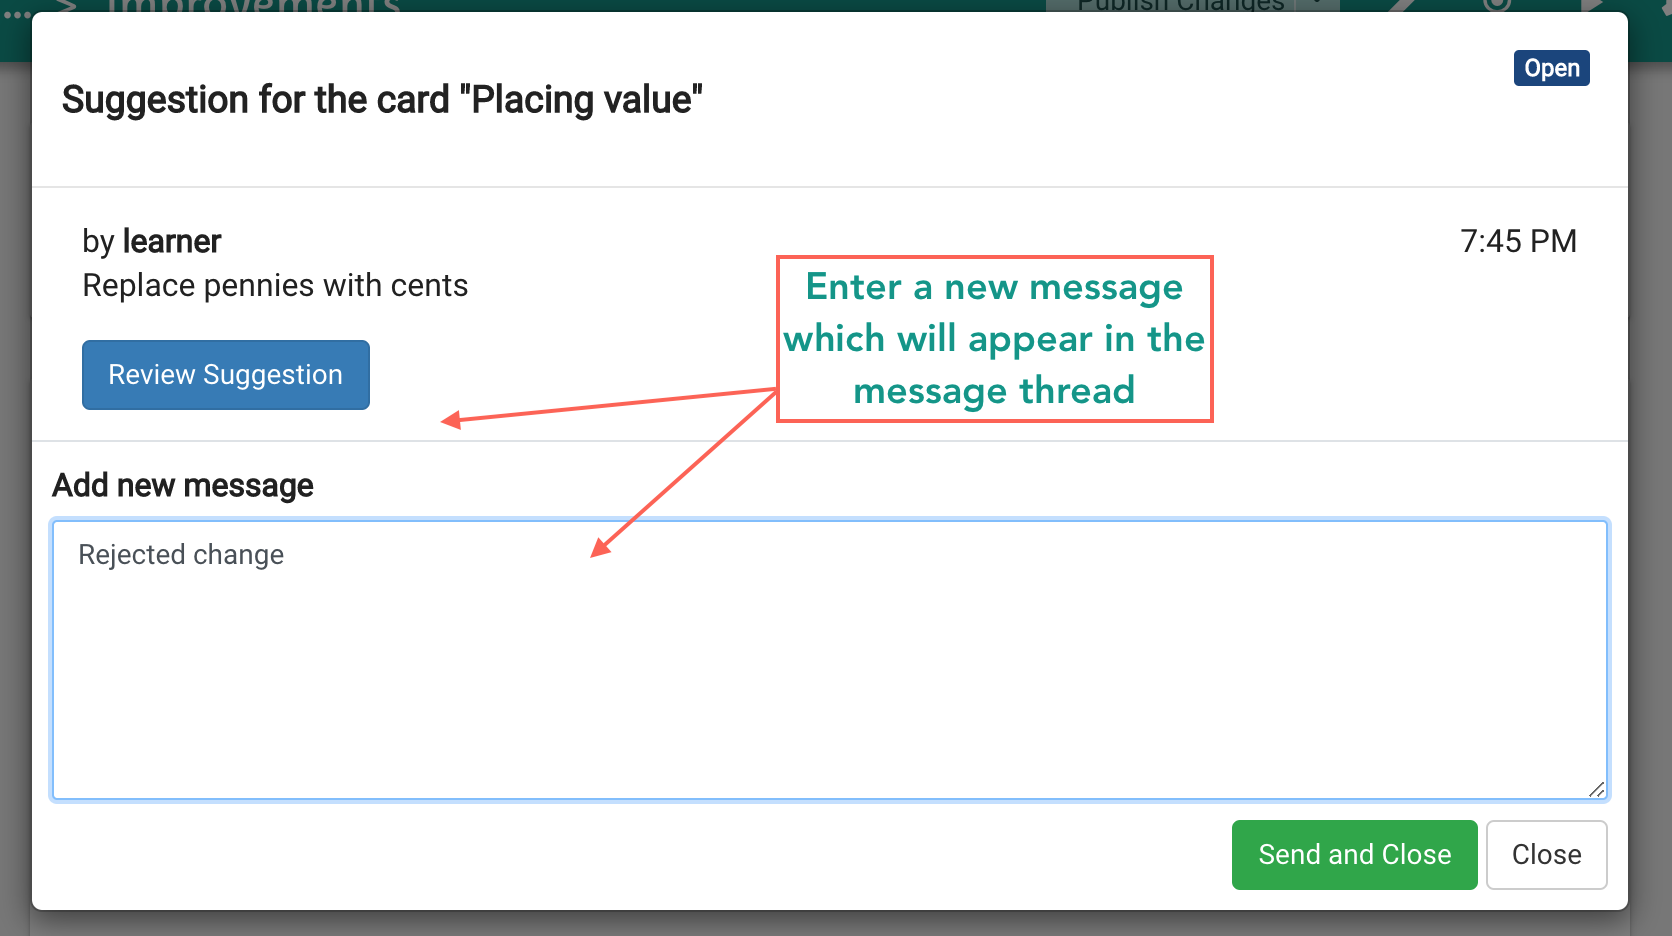 ... > Improvements
Publish Changes
Open
Suggestion for the card "Placing value"
by learner
7:45 PM
Replace pennies with cents
Enter a new message
which will appear in the
message thread
Review Suggestion
Add new message
Rejected change
Send and Close
Close